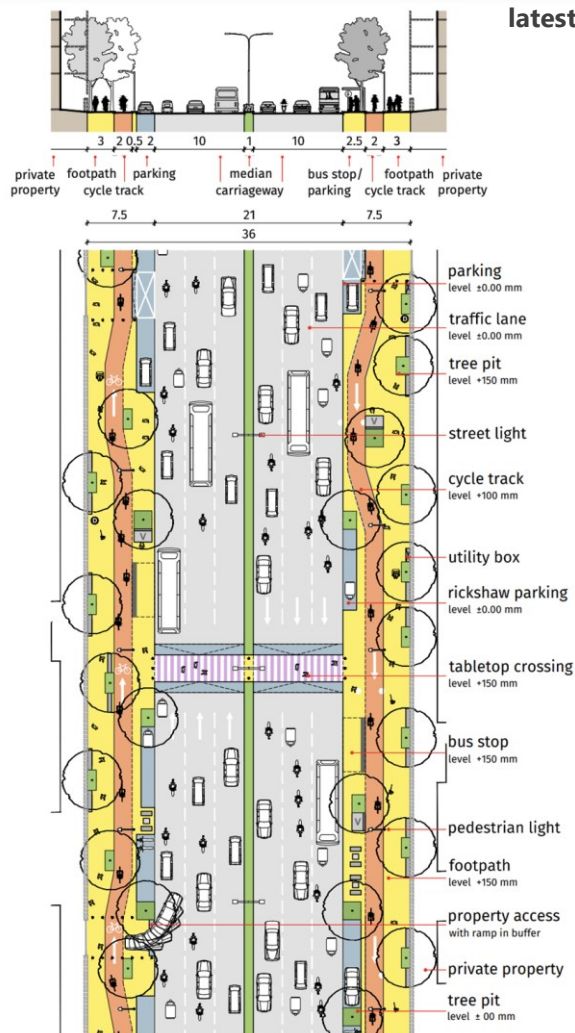 latest
3 2 0.5 2 10 1 10 2.5 2 3
private property
footpath
cycle track
parking
carriageway
median
bus stop/ parking
cycle track
footpath
private property
7.5 21 7.5
36
parking
level ±0.00 mm
traffic lane
level ±0.00 mm
tree pit
level +150 mm
street light
cycle track
level +100 mm
utility box
rickshaw parking
level ±0.00 mm
tabletop crossing
level +150 mm
bus stop
level +150 mm
pedestrian light
footpath
level +150 mm
property access
with ramp in buffer
private property
tree pit
level ± 00 mm
V
V
V